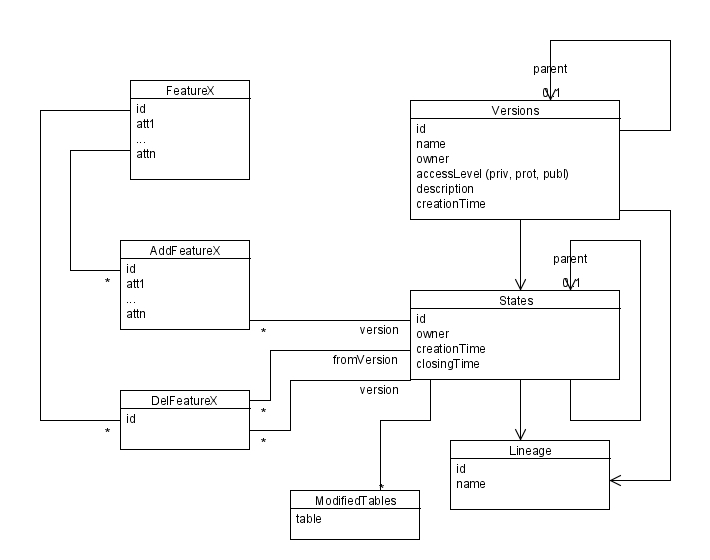 parent
0..1
Versions
id
name
owner
accessLevel (priv, prot, publ)
description
creationTime
FeatureX
id
att1
...
attn
AddFeatureX
id
att1
...
attn
*
*
version
parent
0..1
States
id
owner
creationTime
closingTime
fromVersion
version
DelFeatureX
id
*
*
*
Lineage
id
name
*
ModifiedTables
table